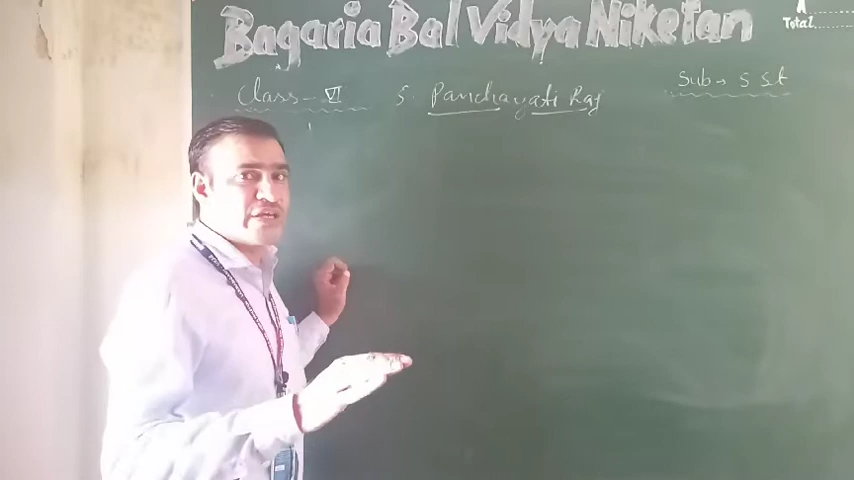 Bagaria Bal Vidya Niketan
A
Total
Class - VI
5. Panchayati Raj
Sub → S St